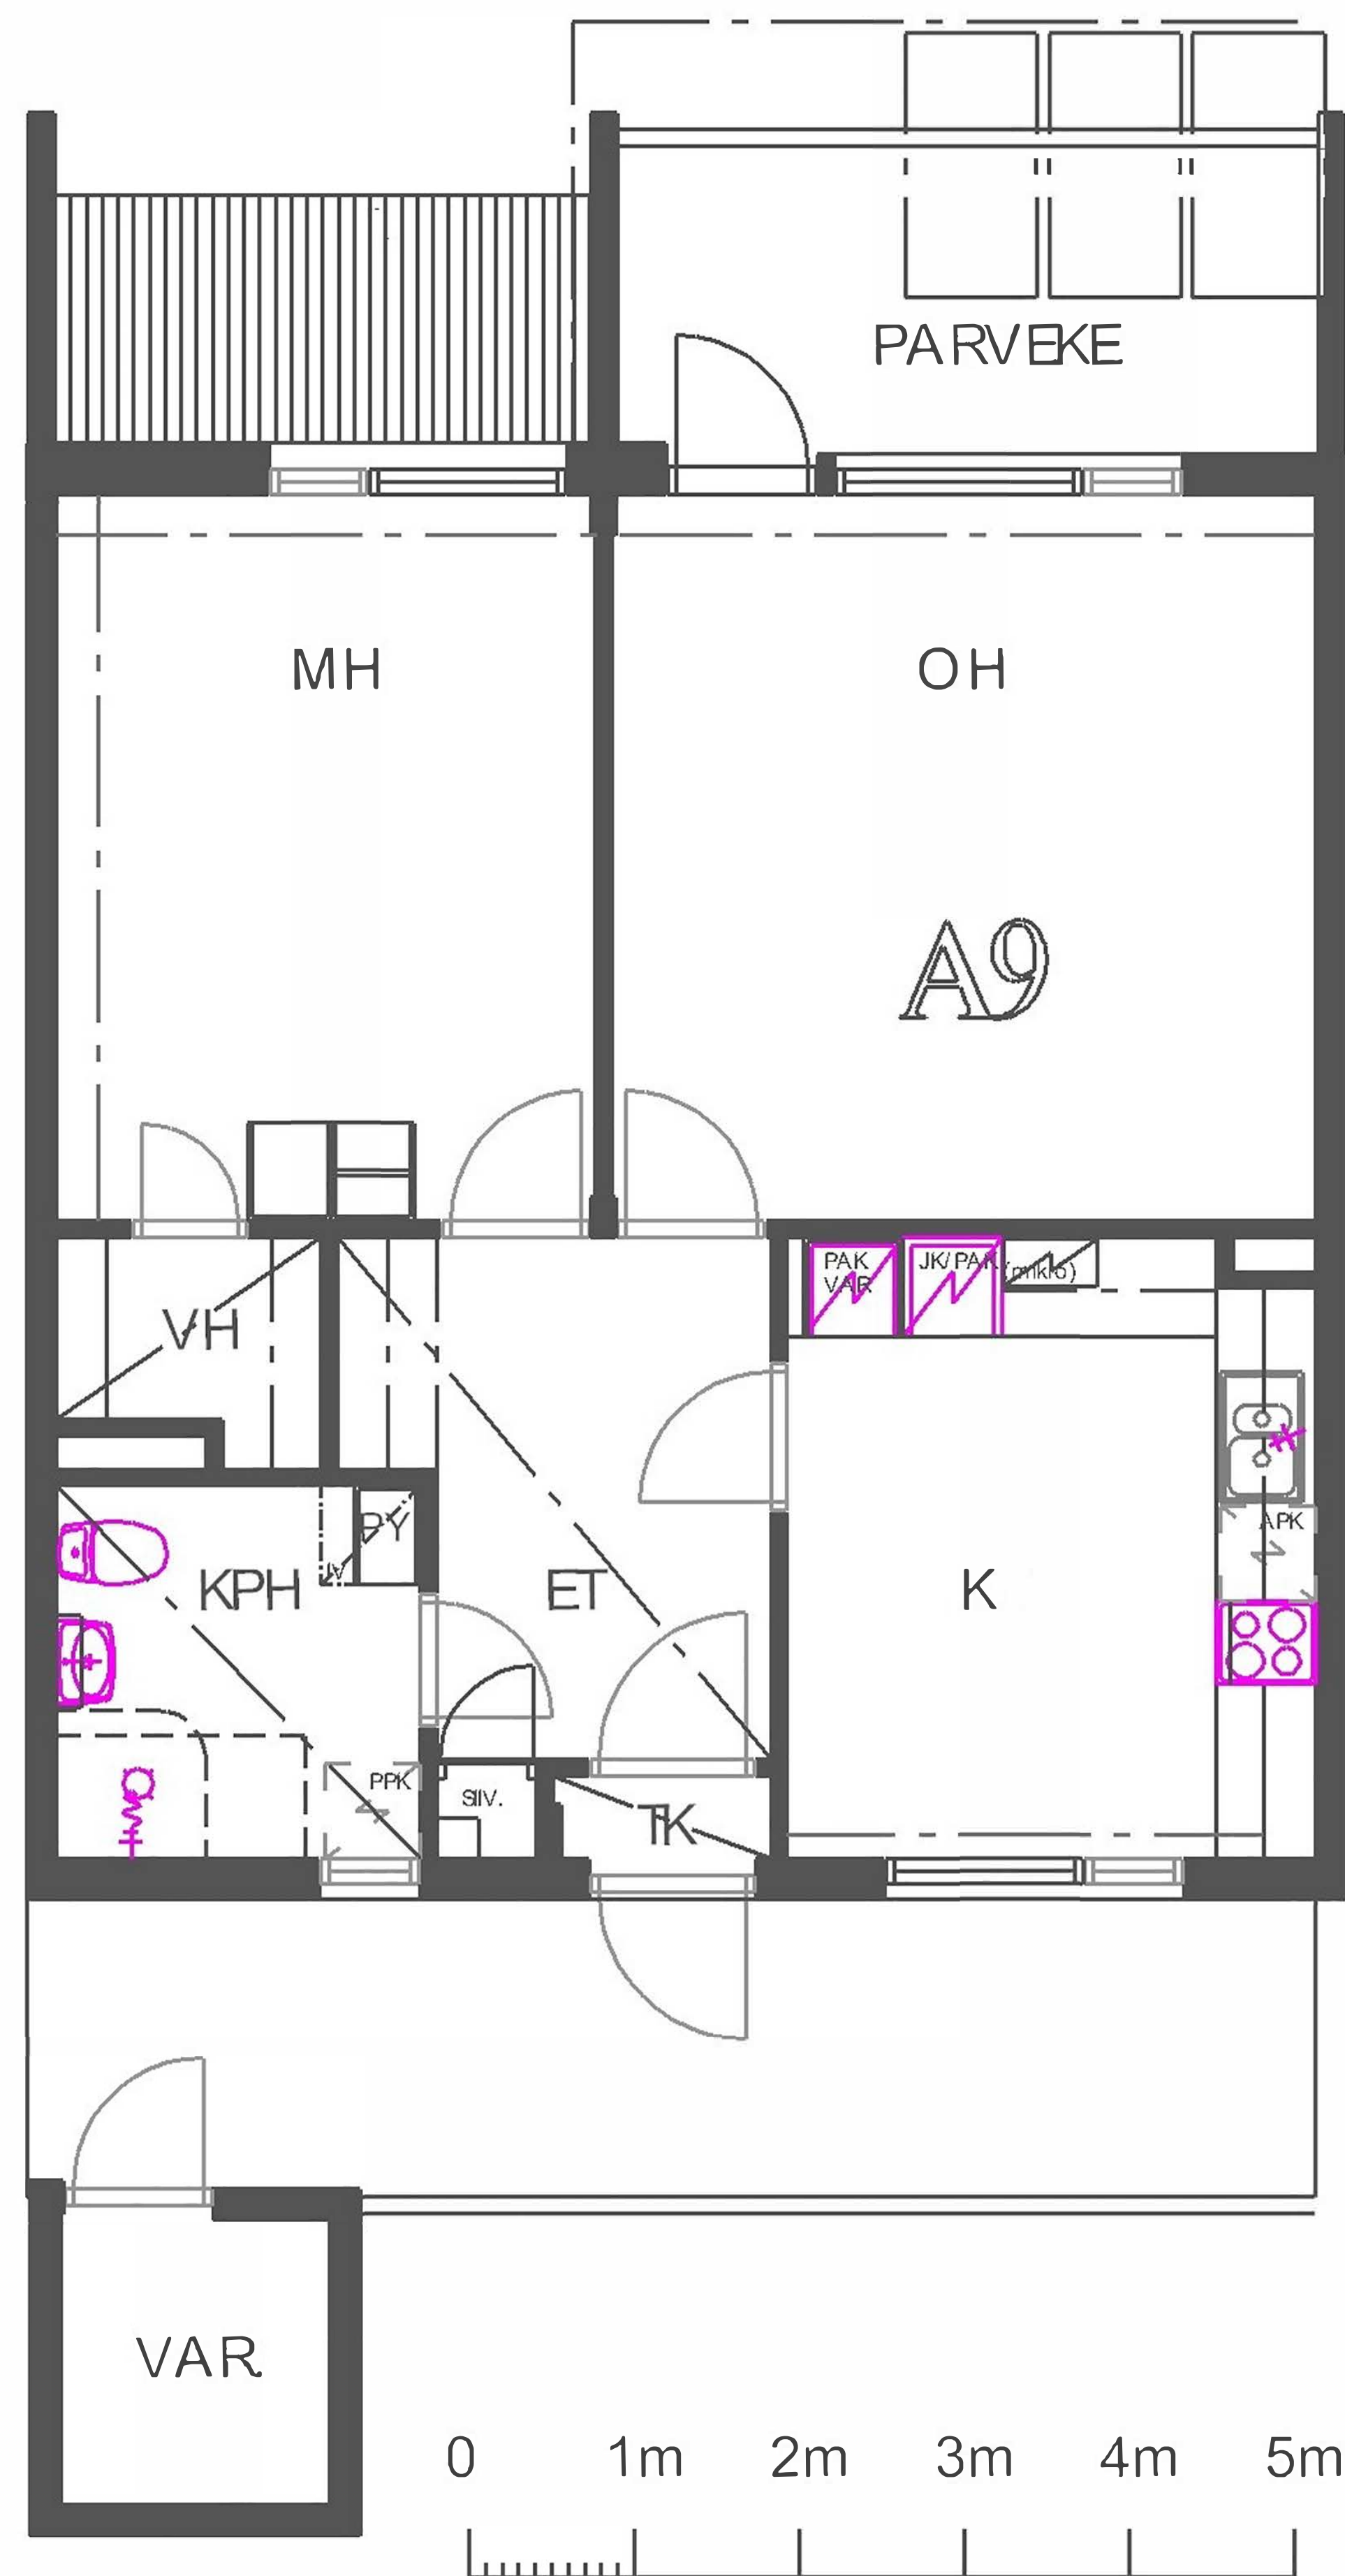 PARVEKE
MH
OH
A9
PAK
VAR
JK/PAK
(mikro)
VH
PY
APK
KPH
ET
K
PPK
SIIV.
TK
VAR.
0 1m 2m 3m 4m 5m